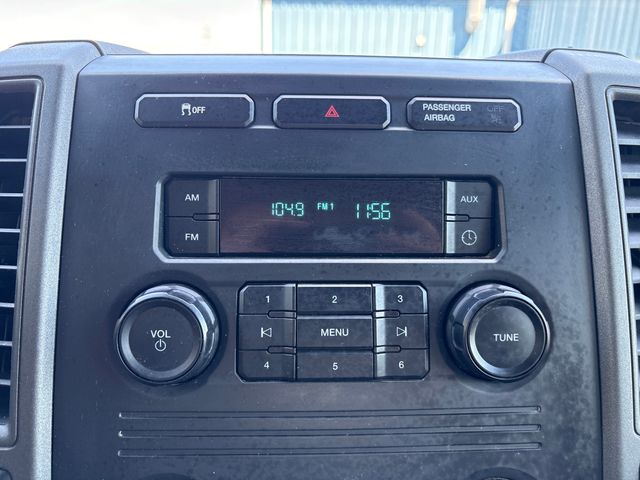 OFF
PASSENGER AIRBAG
OFF
AM
FM
104.9 FM1 11:56
AUX
VOL
1 2 3
MENU
4 5 6
TUNE